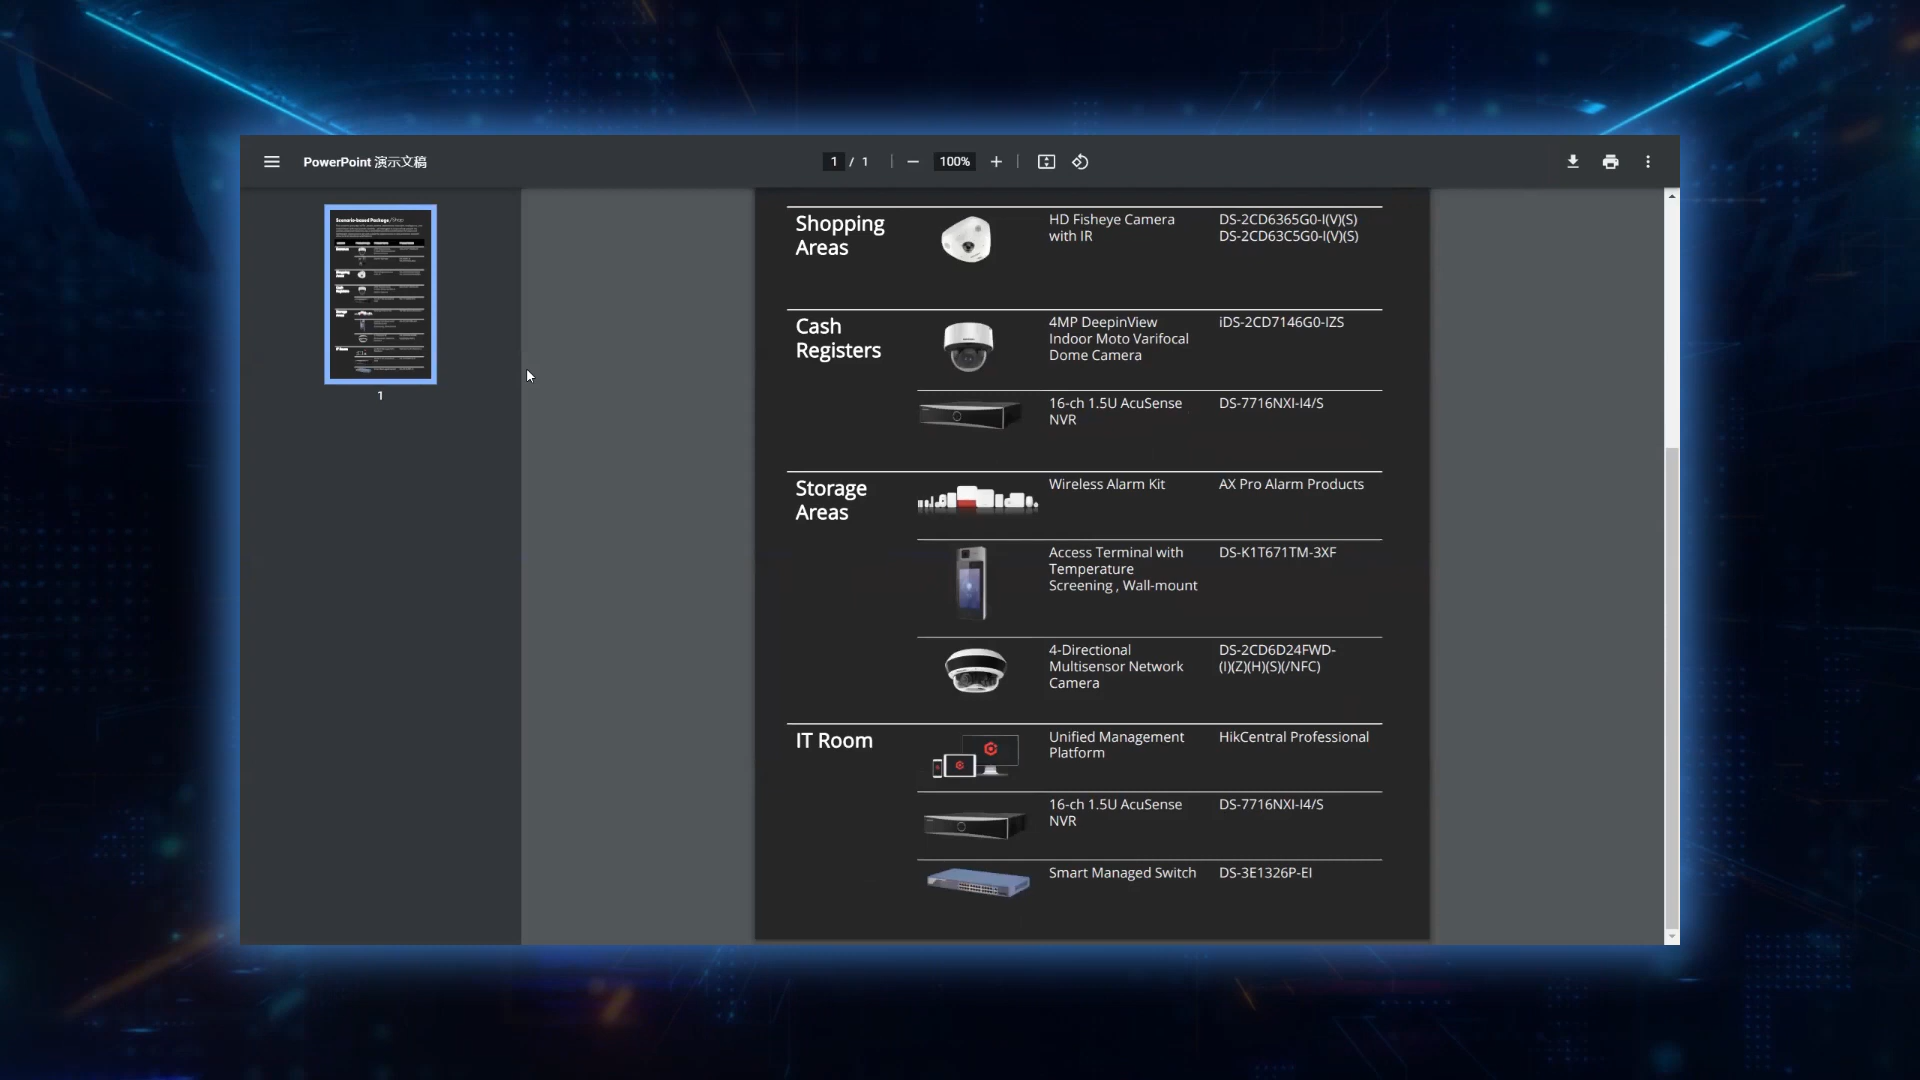 PowerPoint 演示文稿
1 / 1
100%
Scenario-based Package / Shop
1
Shopping
Areas
HD Fisheye Camera
with IR
DS-2CD6365G0-I(V)(S)
DS-2CD63C5G0-I(V)(S)
Cash
Registers
4MP DeepinView
Indoor Moto Varifocal
Dome Camera
iDS-2CD7146G0-IZS
16-ch 1.5U AcuSense
NVR
DS-7716NXI-I4/S
Storage
Areas
Wireless Alarm Kit
AX Pro Alarm Products
Access Terminal with
Temperature
Screening , Wall-mount
DS-K1T671TM-3XF
4-Directional
Multisensor Network
Camera
DS-2CD6D24FWD-
(I)(Z)(H)(S)(/NFC)
IT Room
Unified Management
Platform
HikCentral Professional
16-ch 1.5U AcuSense
NVR
DS-7716NXI-I4/S
Smart Managed Switch
DS-3E1326P-EI